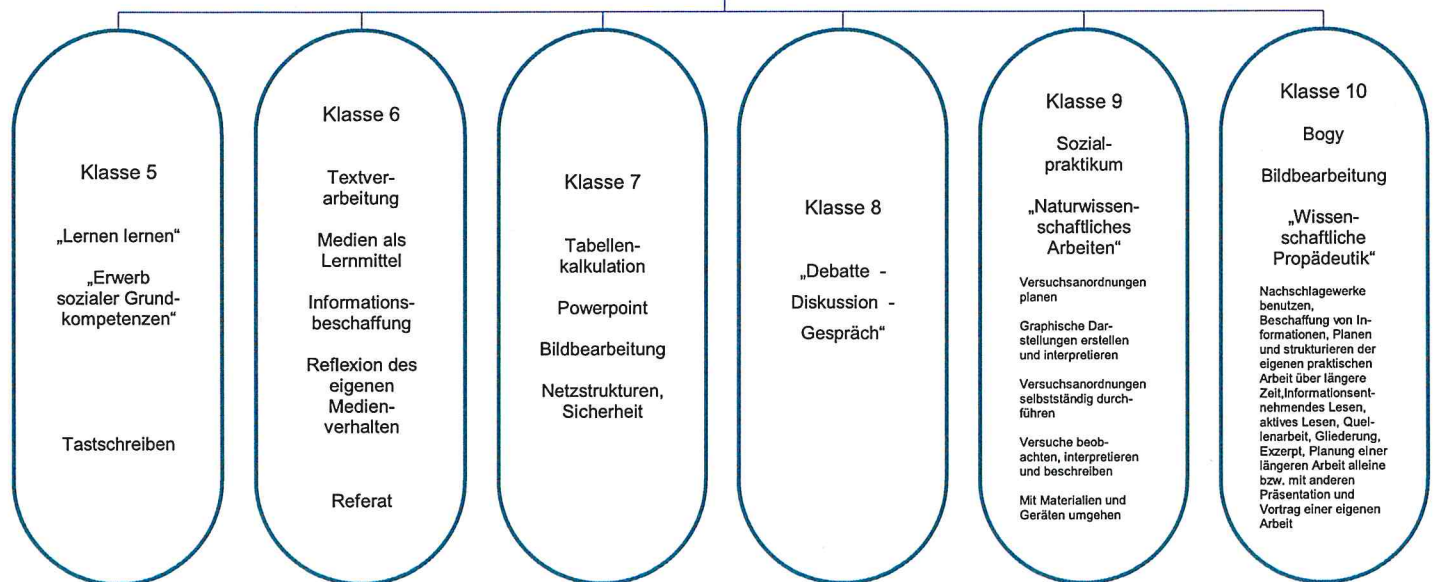 Klasse 5
„Lernen lernen“
„Erwerb
sozialer Grund-
kompetenzen“
Tastschreiben
Klasse 6
Textver-
arbeitung
Medien als
Lernmittel
Informations-
beschaffung
Reflexion des
eigenen
Medien-
verhalten
Referat
Klasse 7
Tabellen-
kalkulation
Powerpoint
Bildbearbeitung
Netzstrukturen,
Sicherheit
Klasse 8
„Debatte -
Diskussion -
Gespräch“
Klasse 9
Sozial-
praktikum
„Naturwissen-
schaftliches
Arbeiten“
Versuchsanordnungen
planen
Graphische Dar-
stellungen erstellen
und interpretieren
Versuchsanordnungen
selbstständig durch-
führen
Versuche beob-
achten, interpretieren
und beschreiben
Mit Materialien und
Geräten umgehen
Klasse 10
Bogy
Bildbearbeitung
„Wissen-
schaftliche
Propädeutik“
Nachschlagewerke
benutzen,
Beschaffung von In-
formationen, Planen
und strukturieren der
eigenen praktischen
Arbeit über längere
Zeit,Informationsent-
nehmendes Lesen,
aktives Lesen, Quel-
lenarbeit, Gliederung,
Exzerpt, Planung einer
längeren Arbeit alleine
bzw. mit anderen
Präsentation und
Vortrag einer eigenen
Arbeit